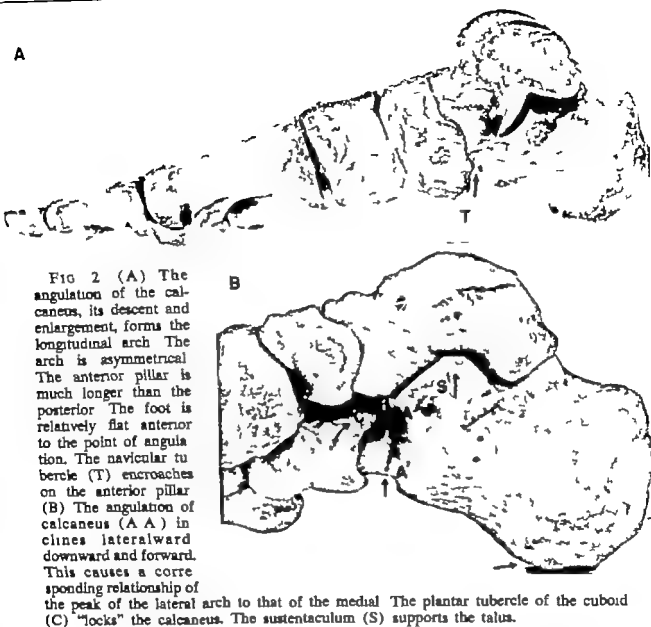 A
T
B
S
A
A
FIG 2 (A) The
angulation of the cal-
caneus, its descent and
enlargement, forms the
longitudinal arch The
arch is asymmetrical
The anterior pillar is
much longer than the
posterior The foot is
relatively flat anterior
to the point of angula
tion. The navicular tu
bercle (T) encroaches
on the anterior pillar
(B) The angulation of
calcaneus (A A) in
clines lateralward
downward and forward.
This causes a corre
sponding relationship of
the peak of the lateral arch to that of the medial The plantar tubercle of the cuboid
(C) "locks" the calcaneus. The sustentaculum (S) supports the talus.